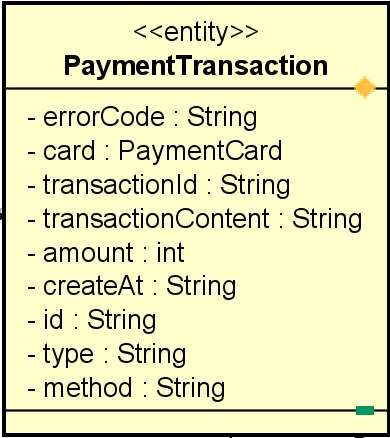 <<entity>>
PaymentTransaction
- errorCode : String
- card : PaymentCard
- transactionId : String
- transactionContent : String
- amount : int
- createAt : String
- id : String
- type : String
- method : String